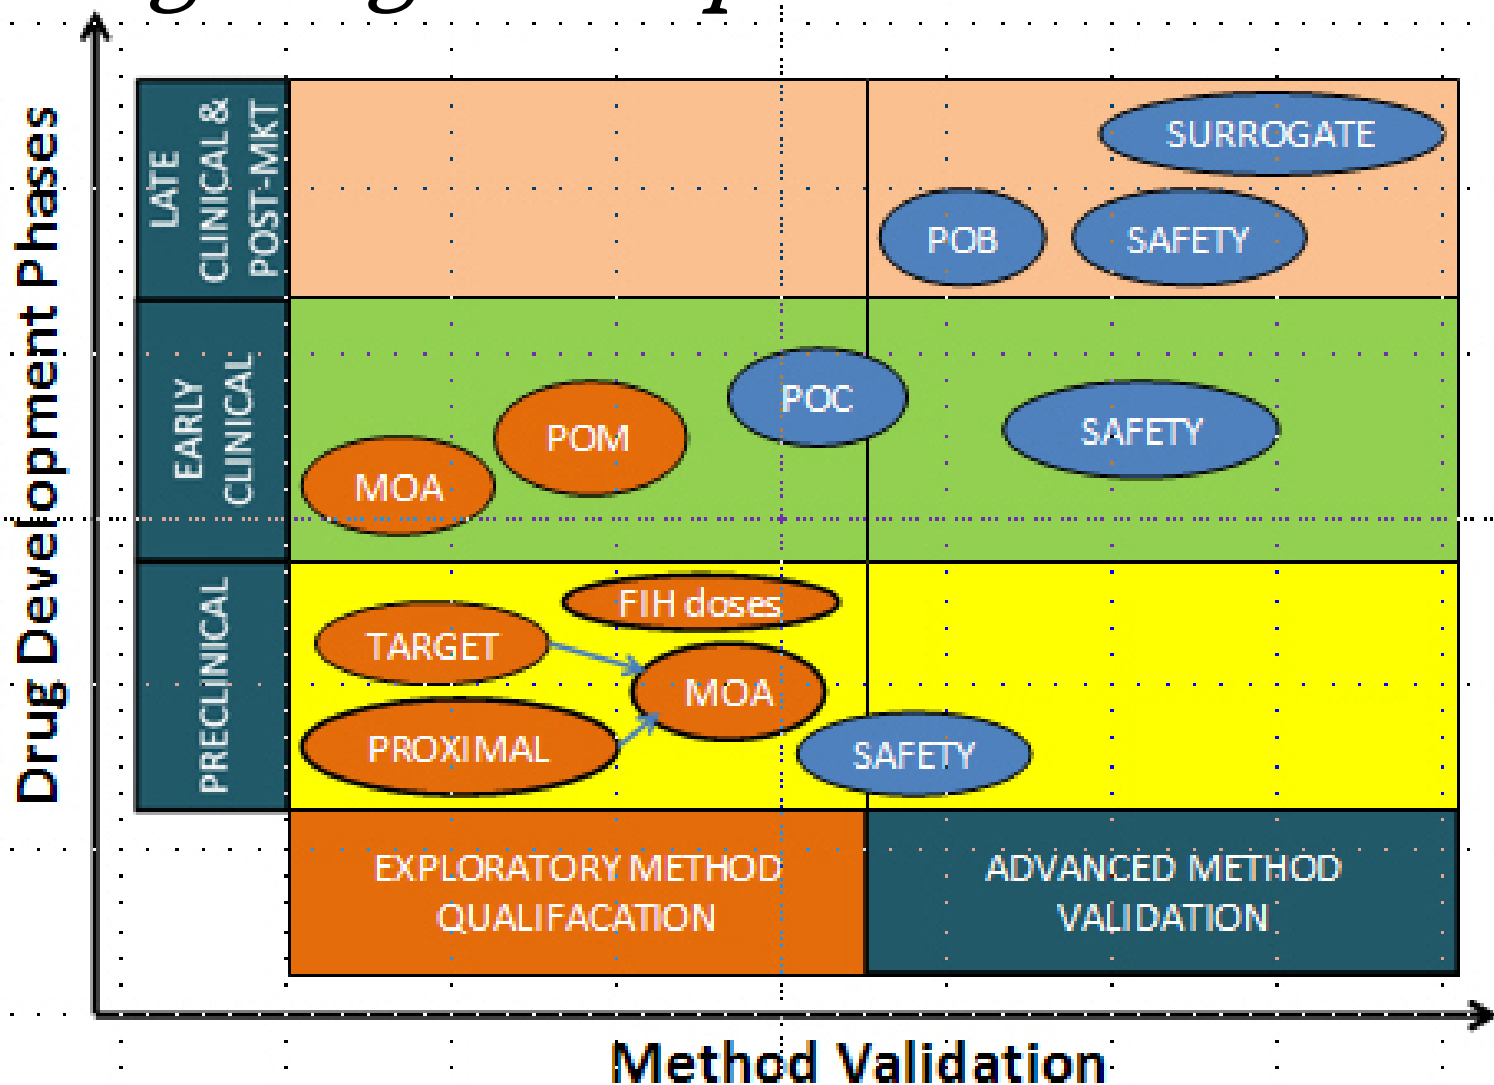 Drug Development Phases
LATE
CLINICAL &
POST-MKT
SURROGATE
POB
SAFETY
EARLY
CLINICAL
MOA
POM
POC
SAFETY
PRECLINICAL
FIH doses
TARGET
MOA
PROXIMAL
SAFETY
EXPLORATORY METHOD
QUALIFACATION
ADVANCED METHOD
VALIDATION
Method Validation